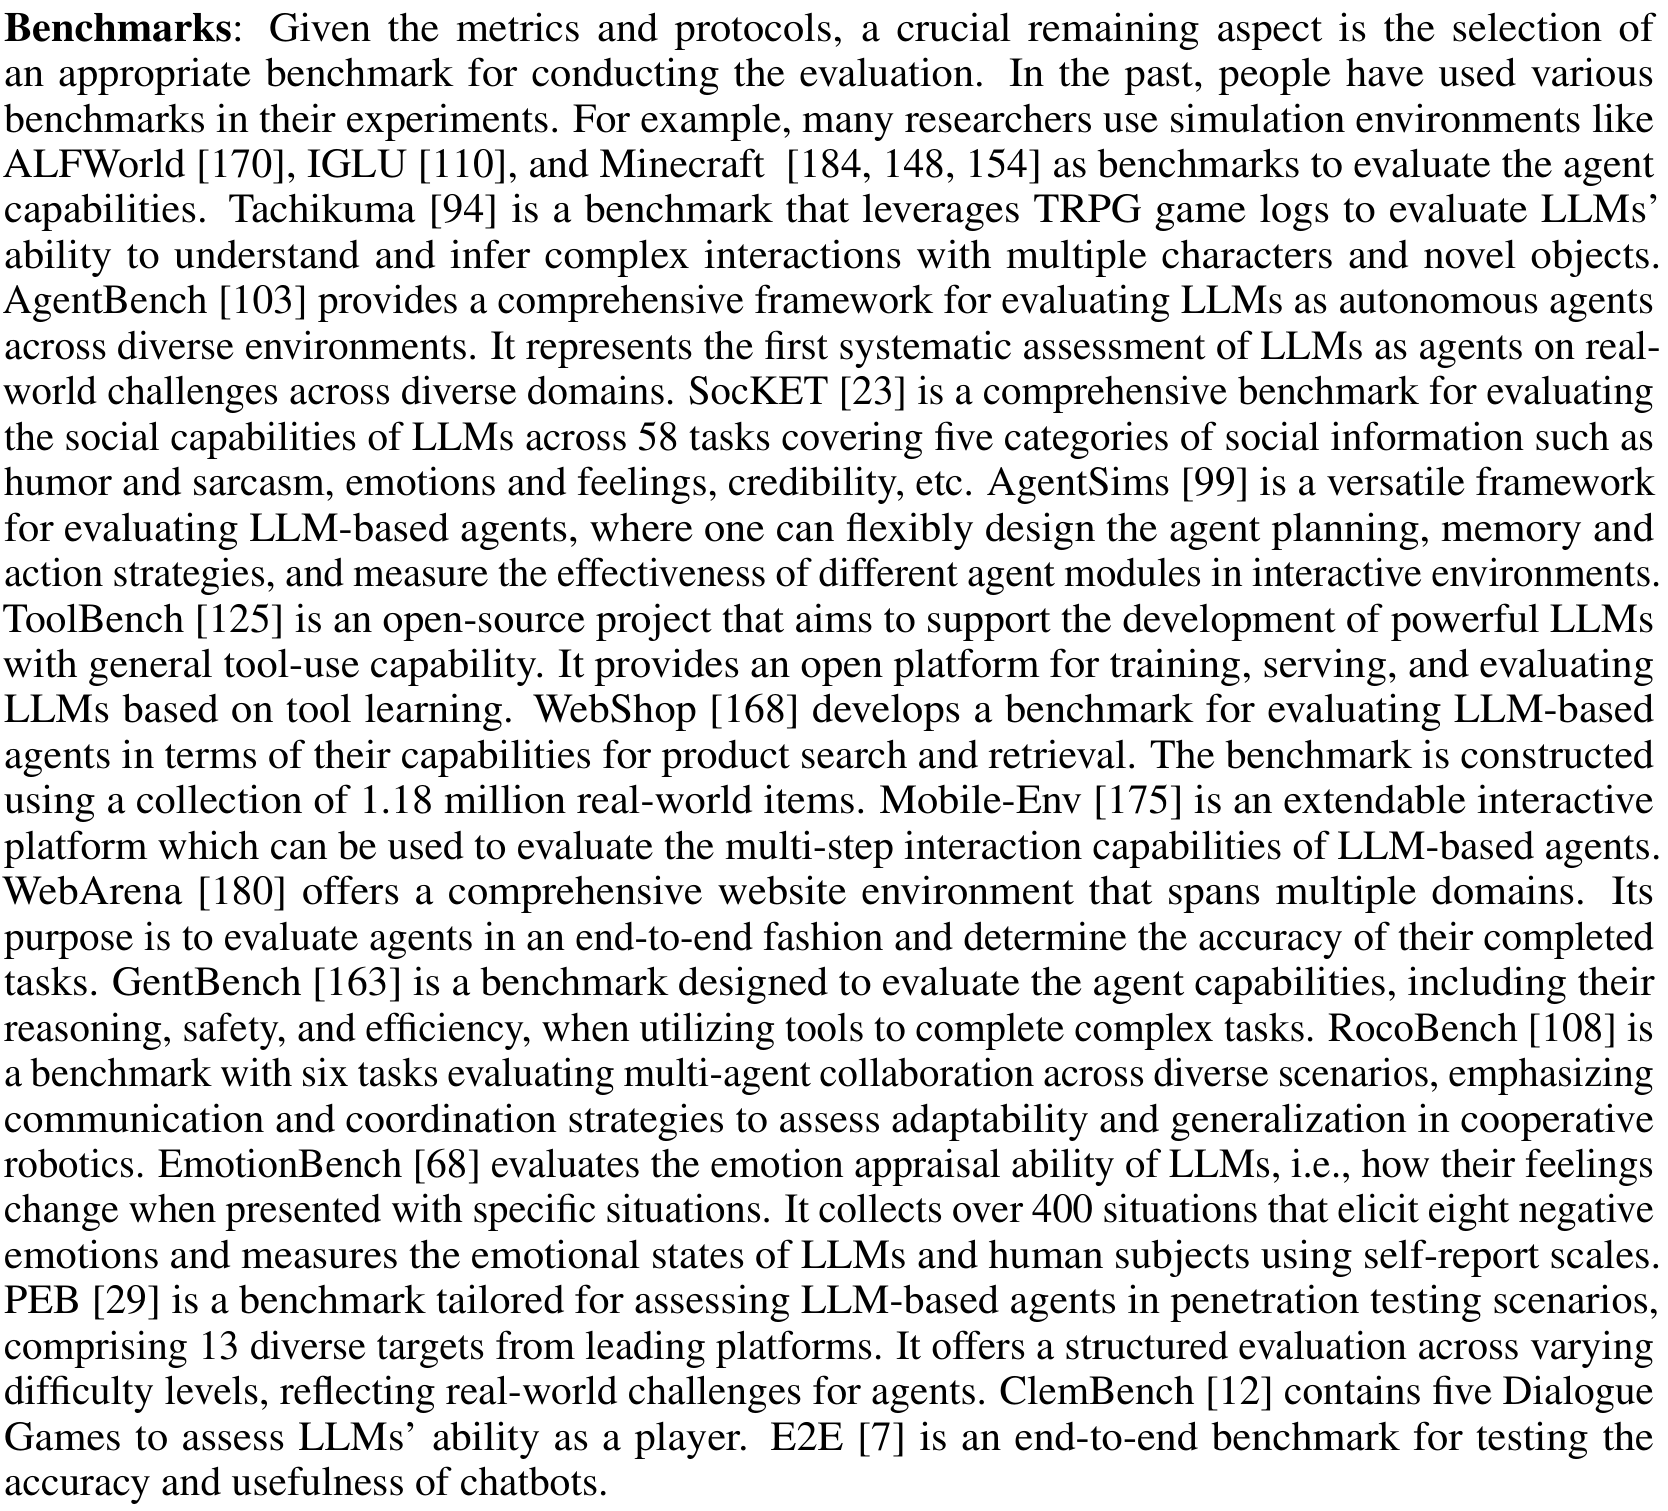 Benchmarks: Given the metrics and protocols, a crucial remaining aspect is the selection of
an appropriate benchmark for conducting the evaluation. In the past, people have used various
benchmarks in their experiments. For example, many researchers use simulation environments like
ALFWorld [170], IGLU [110], and Minecraft [184, 148, 154] as benchmarks to evaluate the agent
capabilities. Tachikuma [94] is a benchmark that leverages TRPG game logs to evaluate LLMs’
ability to understand and infer complex interactions with multiple characters and novel objects.
AgentBench [103] provides a comprehensive framework for evaluating LLMs as autonomous agents
across diverse environments. It represents the first systematic assessment of LLMs as agents on real-
world challenges across diverse domains. SocKET [23] is a comprehensive benchmark for evaluating
the social capabilities of LLMs across 58 tasks covering five categories of social information such as
humor and sarcasm, emotions and feelings, credibility, etc. AgentSims [99] is a versatile framework
for evaluating LLM-based agents, where one can flexibly design the agent planning, memory and
action strategies, and measure the effectiveness of different agent modules in interactive environments.
ToolBench [125] is an open-source project that aims to support the development of powerful LLMs
with general tool-use capability. It provides an open platform for training, serving, and evaluating
LLMs based on tool learning. WebShop [168] develops a benchmark for evaluating LLM-based
agents in terms of their capabilities for product search and retrieval. The benchmark is constructed
using a collection of 1.18 million real-world items. Mobile-Env [175] is an extendable interactive
platform which can be used to evaluate the multi-step interaction capabilities of LLM-based agents.
WebArena [180] offers a comprehensive website environment that spans multiple domains. Its
purpose is to evaluate agents in an end-to-end fashion and determine the accuracy of their completed
tasks. GentBench [163] is a benchmark designed to evaluate the agent capabilities, including their
reasoning, safety, and efficiency, when utilizing tools to complete complex tasks. RocoBench [108] is
a benchmark with six tasks evaluating multi-agent collaboration across diverse scenarios, emphasizing
communication and coordination strategies to assess adaptability and generalization in cooperative
robotics. EmotionBench [68] evaluates the emotion appraisal ability of LLMs, i.e., how their feelings
change when presented with specific situations. It collects over 400 situations that elicit eight negative
emotions and measures the emotional states of LLMs and human subjects using self-report scales.
PEB [29] is a benchmark tailored for assessing LLM-based agents in penetration testing scenarios,
comprising 13 diverse targets from leading platforms. It offers a structured evaluation across varying
difficulty levels, reflecting real-world challenges for agents. ClemBench [12] contains five Dialogue
Games to assess LLMs’ ability as a player. E2E [7] is an end-to-end benchmark for testing the
accuracy and usefulness of chatbots.